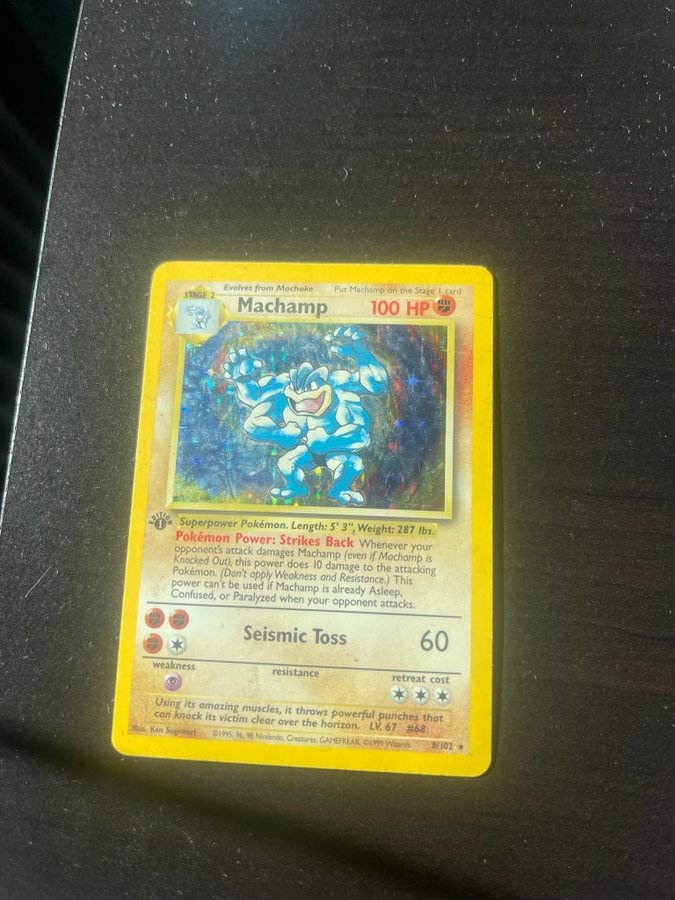 Evolves from Machoke Put Machamp on the Stage 1 card
STAGE 2
Machamp 100 HP
EDITION
1
Superpower Pokémon. Length: 5' 3", Weight: 287 lbs.
Pokémon Power: Strikes Back Whenever your
opponent's attack damages Machamp (even if Machamp is
Knocked Out), this power does 10 damage to the attacking
Pokémon. (Don't apply Weakness and Resistance.) This
power can't be used if Machamp is already Asleep,
Confused, or Paralyzed when your opponent attacks.
Seismic Toss 60
weakness resistance retreat cost
Using its amazing muscles, it throws powerful punches that
can knock its victim clear over the horizon. LV. 67 #68
Illus. Ken Sugimori ©1995, 96, 98 Nintendo, Creatures, GAMEFREAK. ©1999 Wizards. 8/102 ★